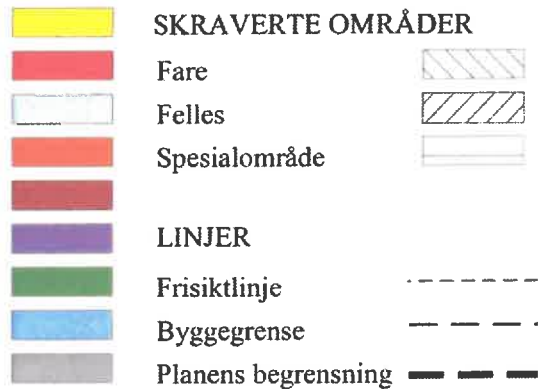 SKRAVERTE OMRÅDER
Fare
Felles
Spesialområde
LINJER
Frisiktlinje
Byggegrense
Planens begrensning